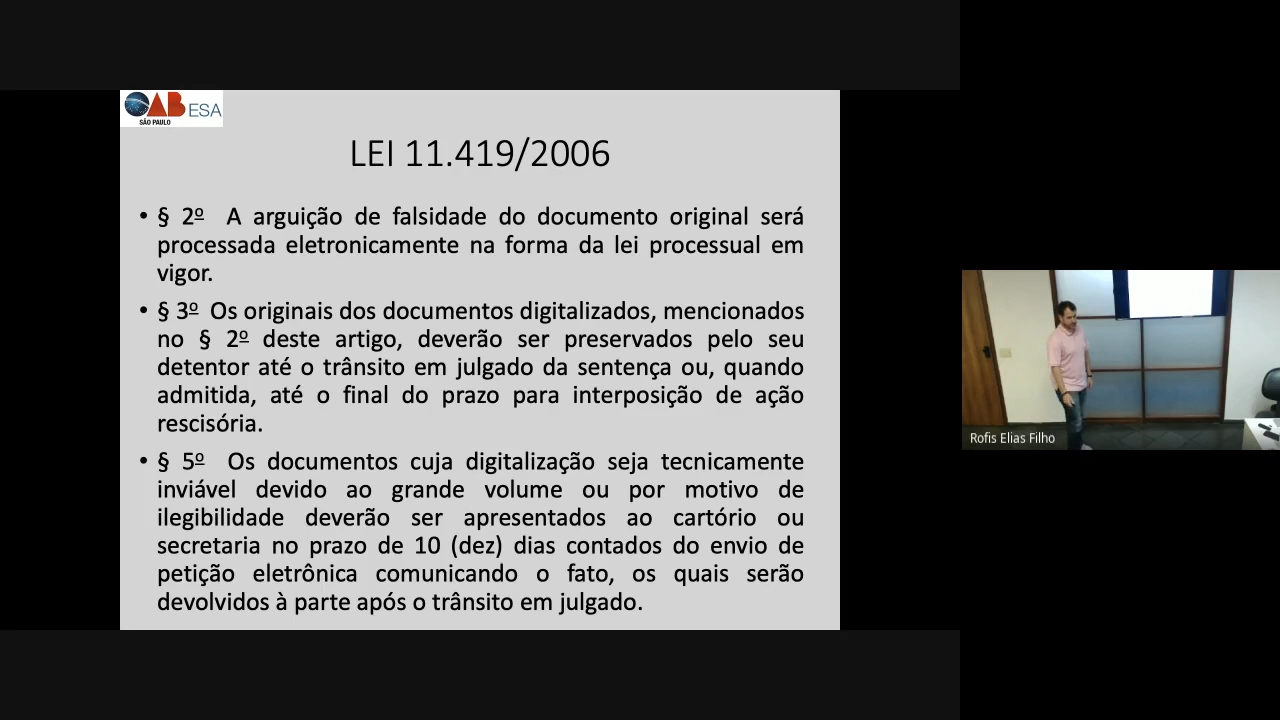 OAB ESA
SÃO PAULO
LEI 11.419/2006
• § 2º A arguição de falsidade do documento original será
processada eletronicamente na forma da lei processual em
vigor.
• § 3º Os originais dos documentos digitalizados, mencionados
no § 2º deste artigo, deverão ser preservados pelo seu
detentor até o trânsito em julgado da sentença ou, quando
admitida, até o final do prazo para interposição de ação
rescisória.
• § 5º Os documentos cuja digitalização seja tecnicamente
inviável devido ao grande volume ou por motivo de
ilegibilidade deverão ser apresentados ao cartório ou
secretaria no prazo de 10 (dez) dias contados do envio de
petição eletrônica comunicando o fato, os quais serão
devolvidos à parte após o trânsito em julgado.
Rofis Elias Filho